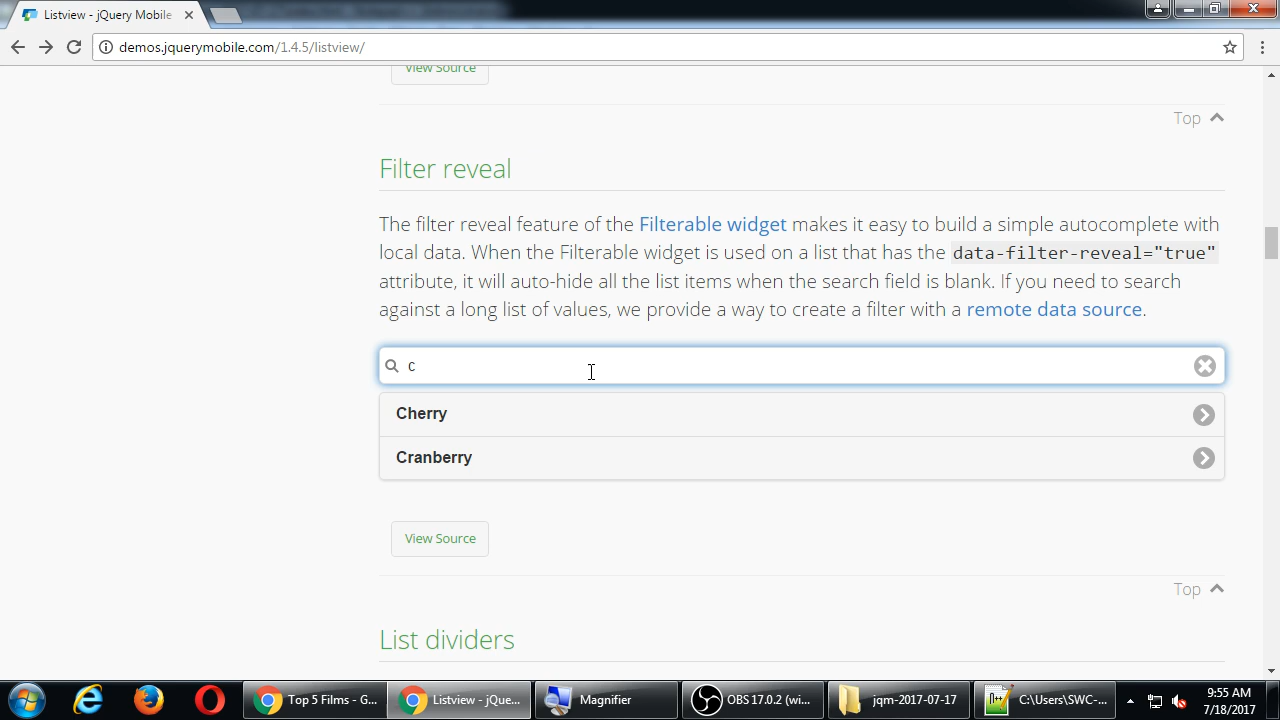 Listview - jQuery Mobile
demos.jquerymobile.com/1.4.5/listview/
View Source
Top
Filter reveal
The filter reveal feature of the Filterable widget makes it easy to build a simple autocomplete with
local data. When the Filterable widget is used on a list that has the data-filter-reveal="true"
attribute, it will auto-hide all the list items when the search field is blank. If you need to search
against a long list of values, we provide a way to create a filter with a remote data source.
c
Cherry
Cranberry
View Source
Top
List dividers
Top 5 Films - G...
Listview - jQue...
Magnifier
OBS 17.0.2 (wi...
jqm-2017-07-17
C:\Users\SWC-...
9:55 AM
7/18/2017